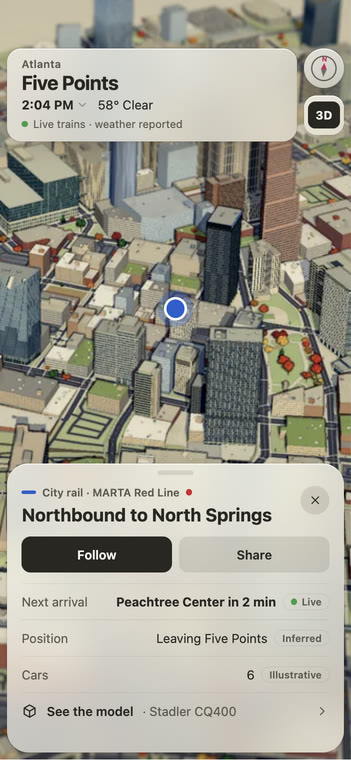 Atlanta
Five Points
2:04 PM 58° Clear
Live trains · weather reported
N
3D
City rail · MARTA Red Line
Northbound to North Springs
Follow Share
Next arrival Peachtree Center in 2 min Live
Position Leaving Five Points Inferred
Cars 6 Illustrative
See the model · Stadler CQ400